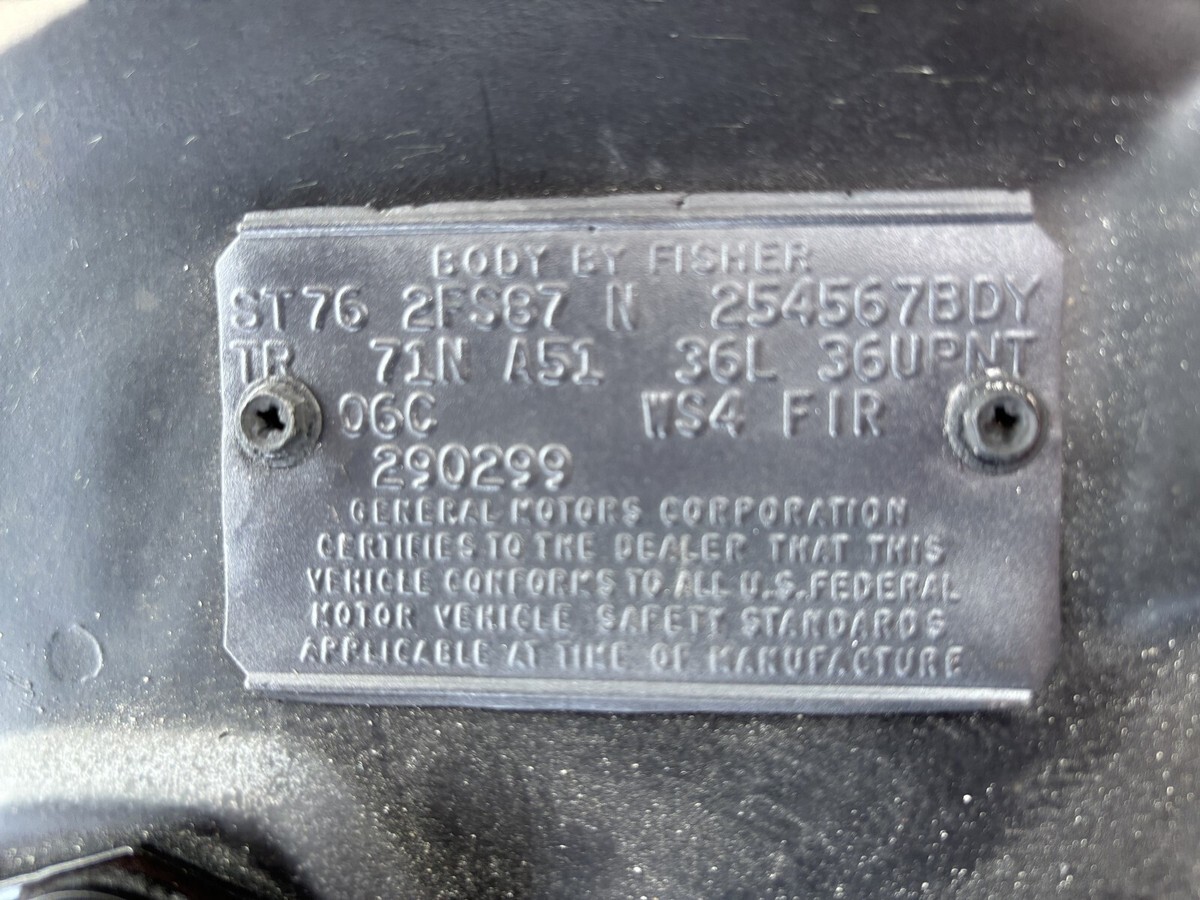 BODY BY FISHER
ST76 2FS87 N 254567BDY
TR 71N A51 36L 36UPNT
06C WS4 FIR
290299
GENERAL MOTORS CORPORATION
CERTIFIES TO THE DEALER THAT THIS
VEHICLE CONFORMS TO ALL U.S. FEDERAL
MOTOR VEHICLE SAFETY STANDARDS
APPLICABLE AT TIME OF MANUFACTURE